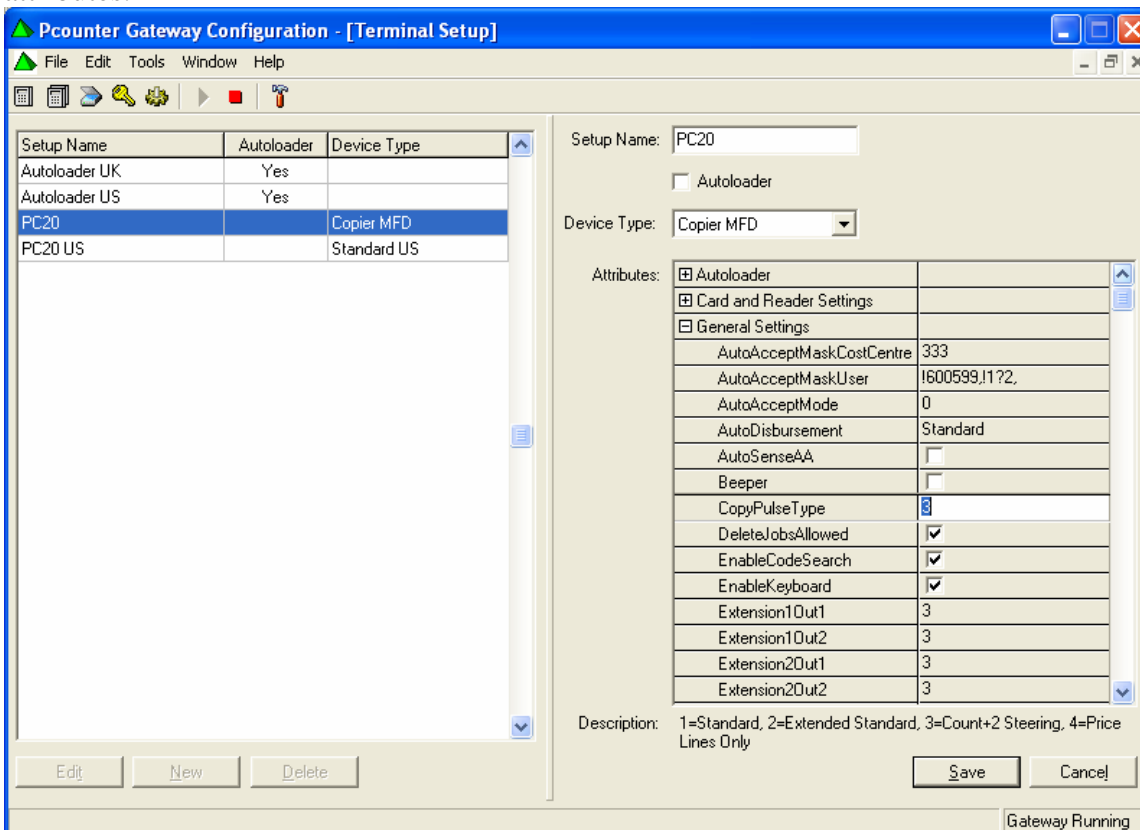 Pcounter Gateway Configuration - [Terminal Setup]
File Edit Tools Window Help
Setup Name Autoloader Device Type
Autoloader UK Yes
Autoloader US Yes
PC20 Copier MFD
PC20 US Standard US
Edit New Delete
Setup Name: PC20
Autoloader
Device Type: Copier MFD
Attributes:
Autoloader
Card and Reader Settings
General Settings
AutoAcceptMaskCostCentre 333
AutoAcceptMaskUser !600599,!1?2,
AutoAcceptMode 0
AutoDisbursement Standard
AutoSenseAA
Beeper
CopyPulseType 3
DeleteJobsAllowed
EnableCodeSearch
EnableKeyboard
Extension1Out1 3
Extension1Out2 3
Extension2Out1 3
Extension2Out2 3
Description: 1=Standard, 2=Extended Standard, 3=Count+2 Steering, 4=Price
Lines Only
Save Cancel
Gateway Running